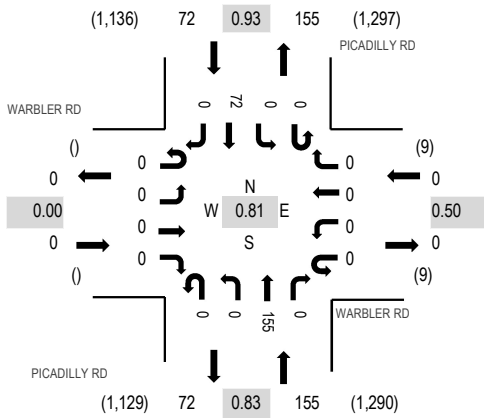 (1,136) 72 0.93 155 (1,297)
PICADILLY RD
WARBLER RD
0 72 0 0
() 0 0 (9)
0 0 0
N
0.00 0 W 0.81 E 0 0.50
0 0 0 0
S
() 0 0 (9)
0 0 155 0
WARBLER RD
PICADILLY RD
(1,129) 72 0.83 155 (1,290)